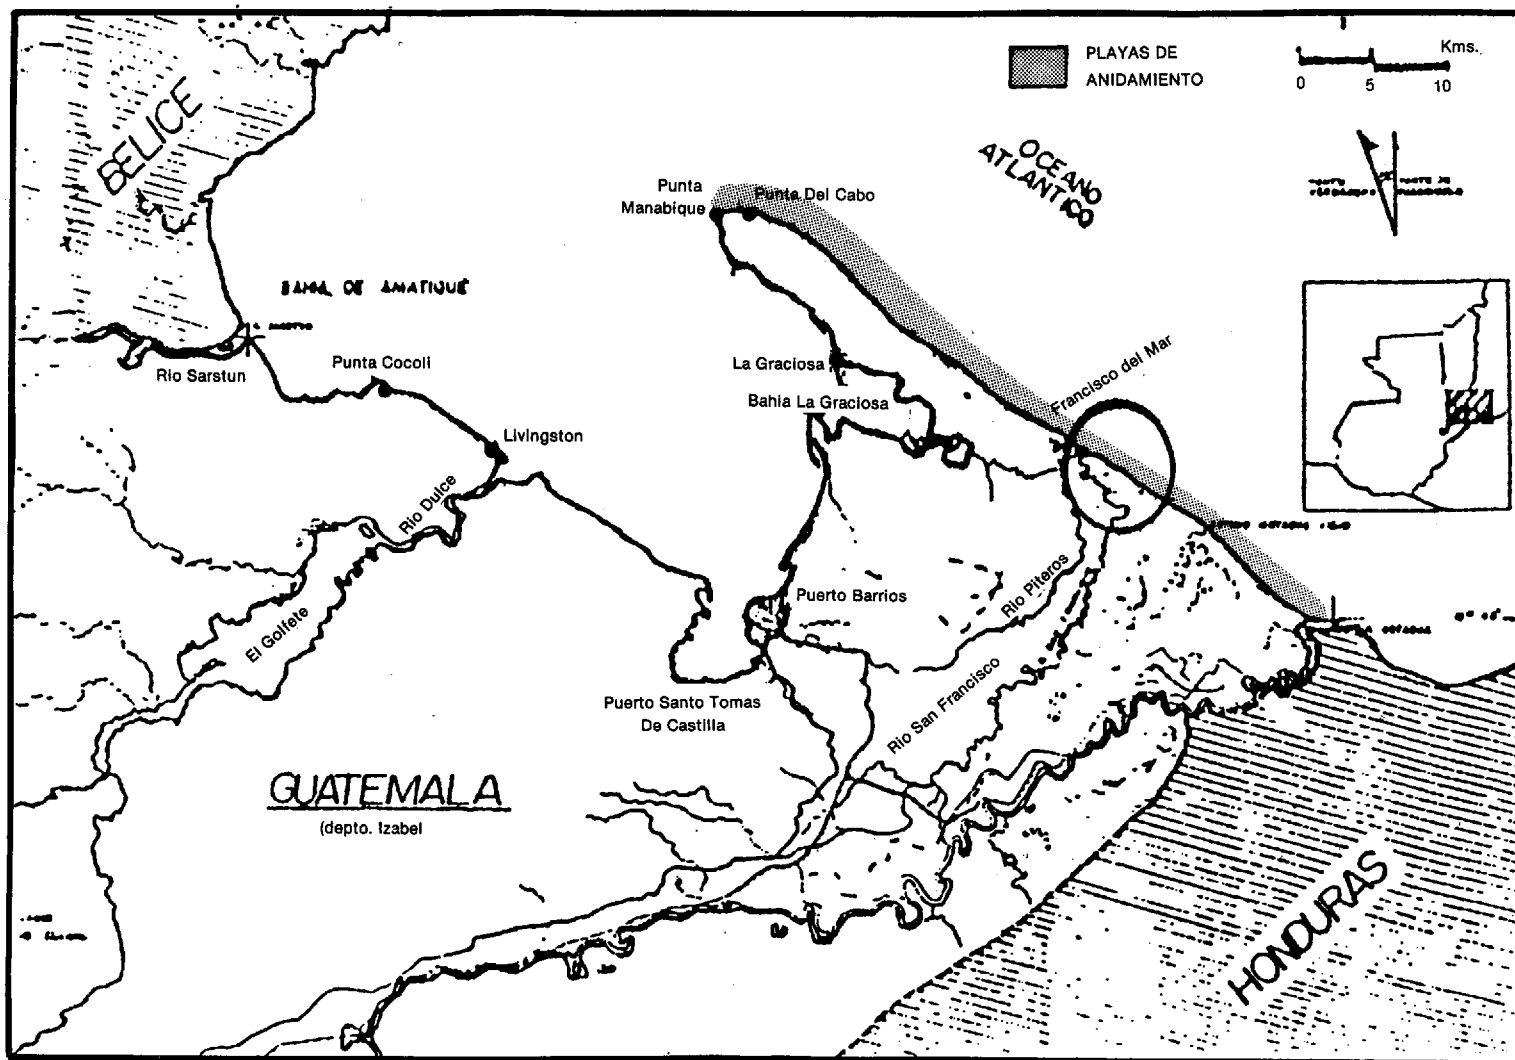 PLAYAS DE
ANIDAMIENTO
Kms.
0 5 10
BELICE
OCEANO
ATLANTICO
Punta
Manabique
Punta Del Cabo
BAHIA DE AMATIQUE
Rio Sarstun
Punta Cocoli
La Graciosa
Francisco del Mar
Bahia La Graciosa
Livingston
Rio Dulce
Puerto Barrios
Rio Piteros
El Golfete
Rio San Francisco
Puerto Santo Tomas
De Castilla
GUATEMALA
(depto. Izabel
HONDURAS